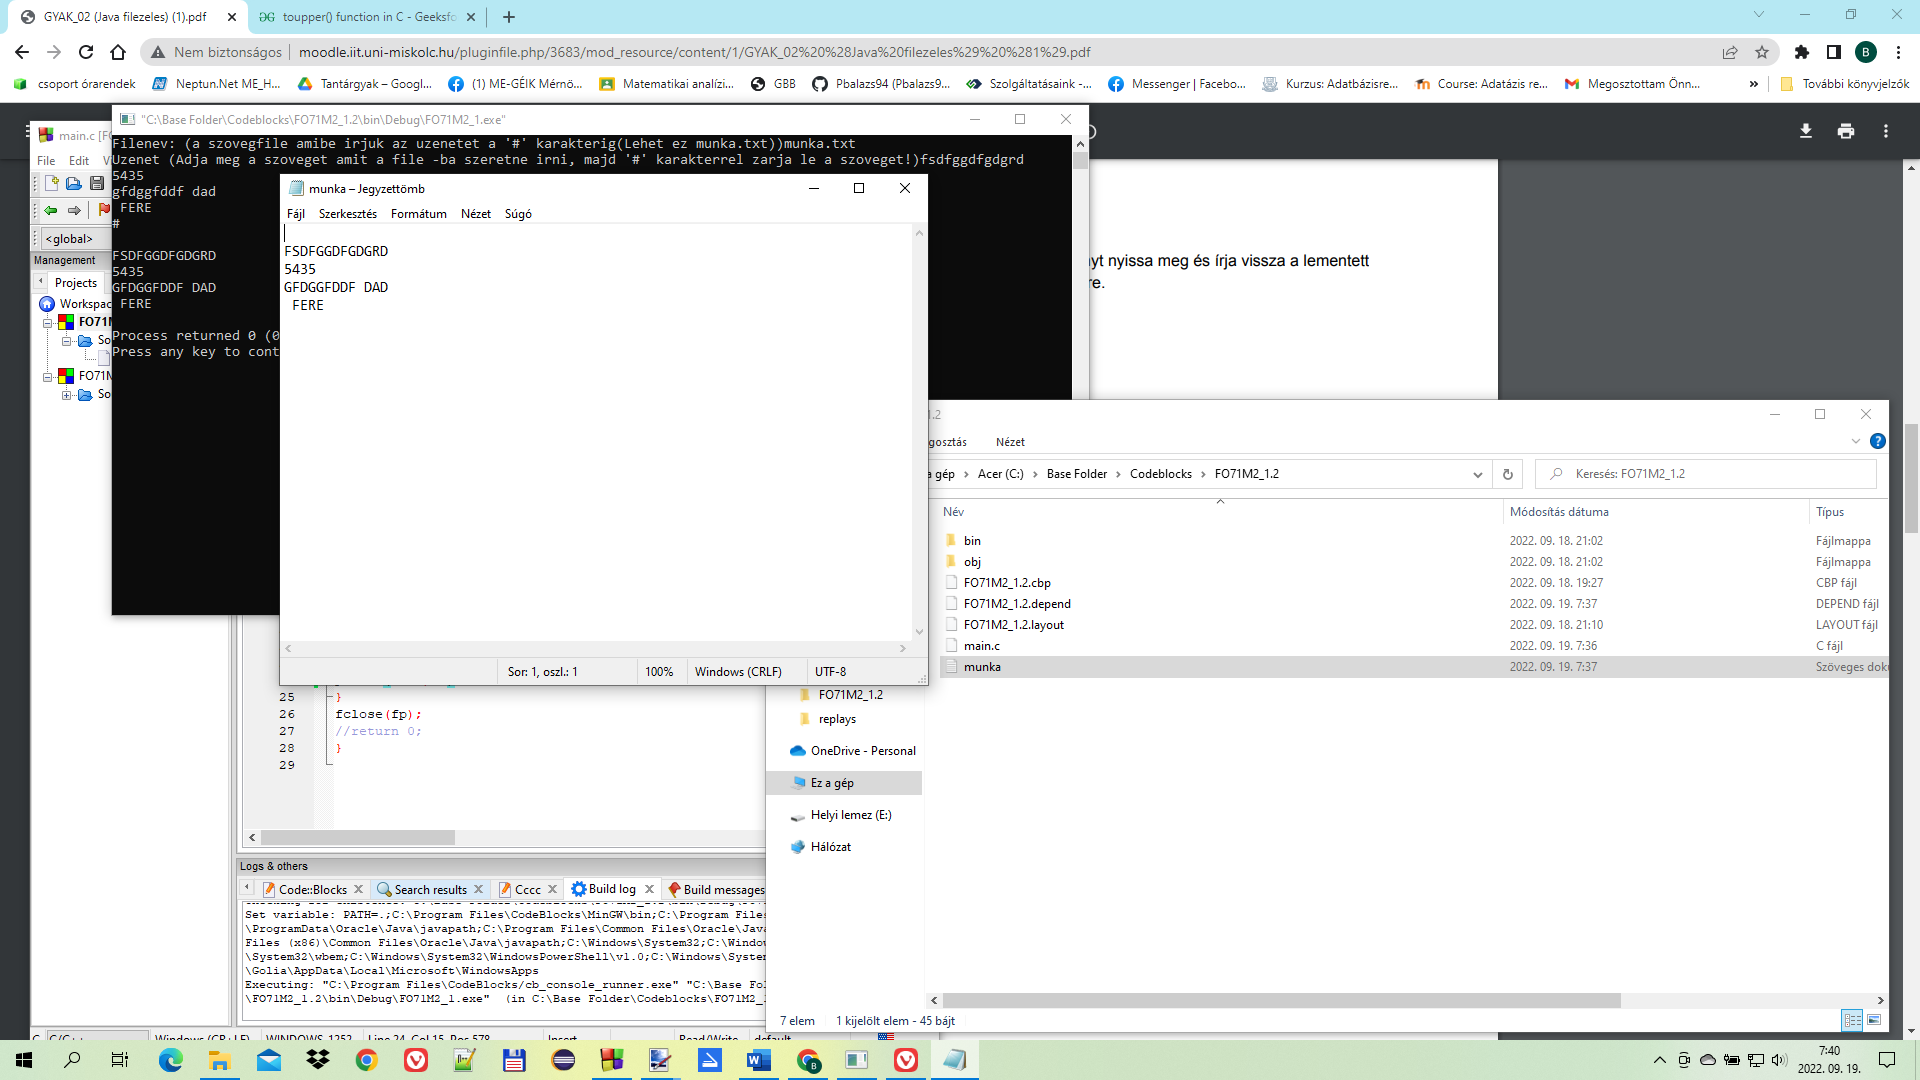 GYAK_02 (Java filezeles) (1).pdf
toupper() function in C - Geeksfo
Nem biztonságos
moodle.iit.uni-miskolc.hu/pluginfile.php/3683/mod_resource/content/1/GYAK_02%20%28Java%20filezeles%29%20%281%29.pdf
B
csoport órarendek
Neptun.Net ME_H...
Tantárgyak – Googl...
(1) ME-GÉIK Mérnö...
Matematikai analízi...
GBB
Pbalazs94 (Pbalazs9...
Szolgáltatásaink -...
Messenger | Facebo...
Kurzus: Adatbázisre...
Course: Adatázis re...
Megosztottam Önn...
»
További könyvjelzők
main.c [FO
File Edit V
<global>
Management
Projects
Workspac
FO71M
So
FO71M
So
"C:\Base Folder\Codeblocks\FO71M2_1.2\bin\Debug\FO71M2_1.exe"
Filenev: (a szovegfile amibe irjuk az uzenetet a '#' karakterig(Lehet ez munka.txt))munka.txt
Uzenet (Adja meg a szoveget amit a file -ba szeretne irni, majd '#' karakterrel zarja le a szoveget!)fsdfggdfgdgrd
5435
gfdggfddf dad
FERE
#
FSDFGGDFGDGRD
5435
GFDGGFDDF DAD
FERE
Process returned 0 (0
Press any key to cont
munka – Jegyzettömb
Fájl Szerkesztés Formátum Nézet Súgó
FSDFGGDFGDGRD
5435
GFDGGFDDF DAD
FERE
Sor: 1, oszl.: 1
100%
Windows (CRLF)
UTF-8
yt nyissa meg és írja vissza a lementett
re.
1.2
gosztás
Nézet
a gép › Acer (C:) › Base Folder › Codeblocks › FO71M2_1.2
Keresés: FO71M2_1.2
Név Módosítás dátuma Típus
bin 2022. 09. 18. 21:02 Fájlmappa
obj 2022. 09. 18. 21:02 Fájlmappa
FO71M2_1.2.cbp 2022. 09. 18. 19:27 CBP fájl
FO71M2_1.2.depend 2022. 09. 19. 7:37 DEPEND fájl
FO71M2_1.2.layout 2022. 09. 18. 21:10 LAYOUT fájl
main.c 2022. 09. 19. 7:36 C fájl
munka 2022. 09. 19. 7:37 Szöveges doku
FO71M2_1.2
replays
OneDrive - Personal
Ez a gép
Helyi lemez (E:)
Hálózat
7 elem
1 kijelölt elem - 45 bájt
25 }
26 fclose(fp);
27 //return 0;
28 }
29
Logs & others
Code::Blocks
Search results
Cccc
Build log
Build messages
Set variable: PATH=.;C:\Program Files\CodeBlocks\MinGW\bin;C:\Program Files
\ProgramData\Oracle\Java\javapath;C:\Program Files\Common Files\Oracle\Jav
Files (x86)\Common Files\Oracle\Java\javapath;C:\Windows\System32;C:\Windo
\System32\wbem;C:\Windows\System32\WindowsPowerShell\v1.0;C:\Windows\Syste
\Golia\AppData\Local\Microsoft\WindowsApps
Executing: "C:\Program Files\CodeBlocks/cb_console_runner.exe" "C:\Base Fol
\FO71M2_1.2\bin\Debug\FO71M2_1.exe"  (in C:\Base Folder\Codeblocks\FO71M2_1
C/C++
Windows (CR+LF)
WINDOWS-1252
Line 24, Col 15, Pos 578
Insert
Read/Write
default
7:40
2022. 09. 19.